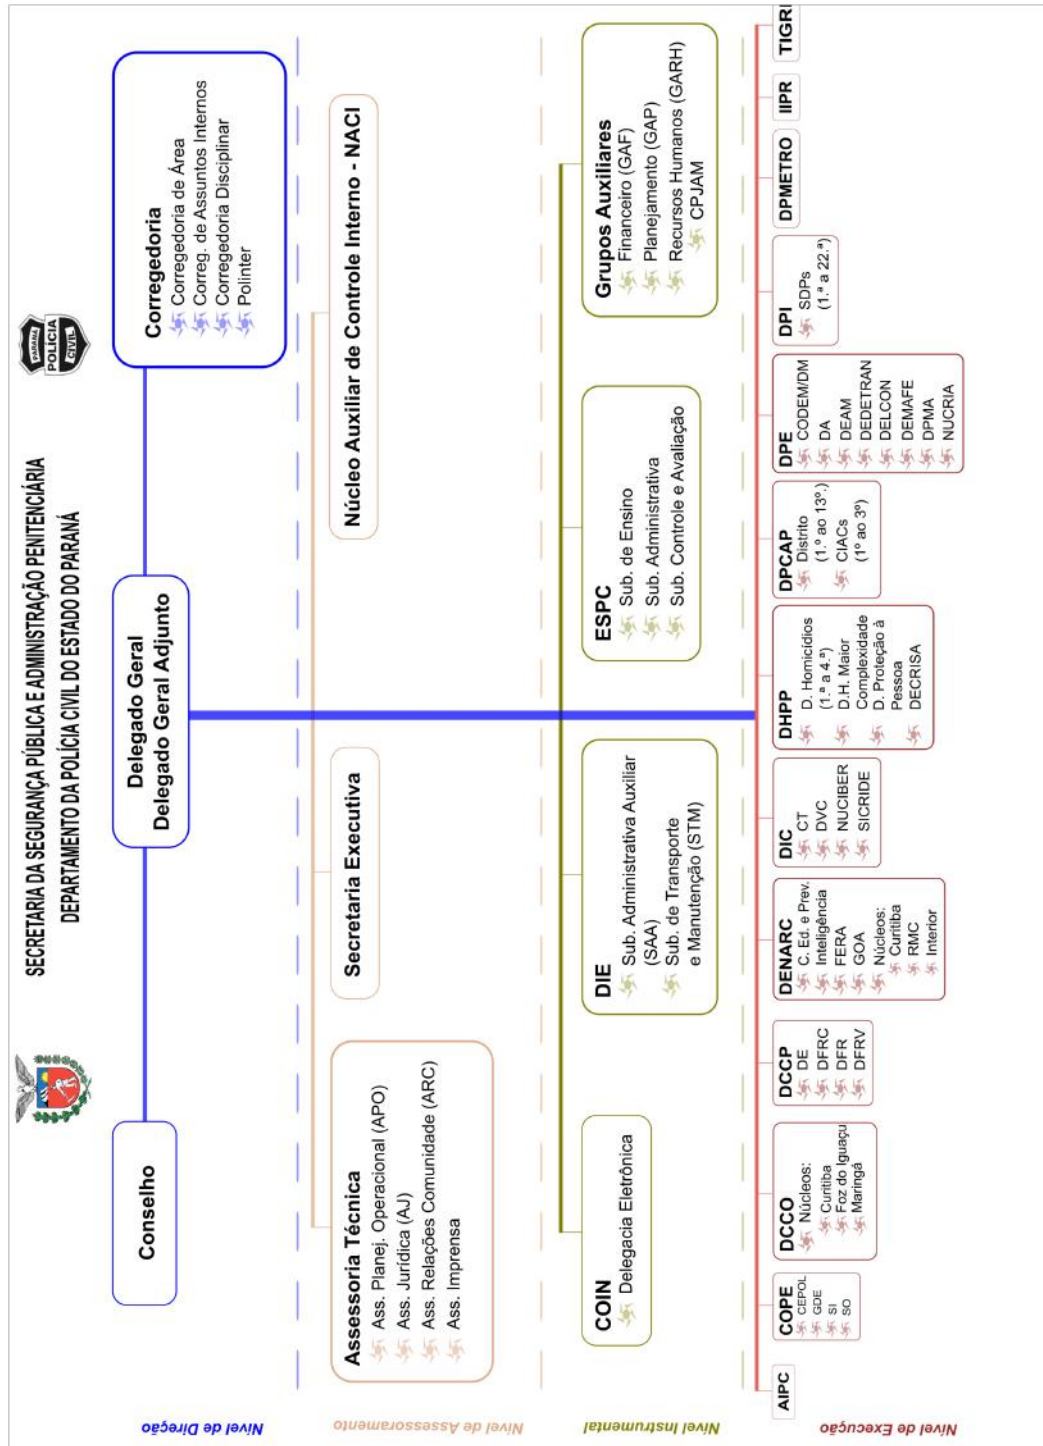 SECRETARIA DA SEGURANÇA PÚBLICA E ADMINISTRAÇÃO PENITENCIÁRIA
DEPARTAMENTO DA POLÍCIA CIVIL DO ESTADO DO PARANÁ
PARANÁ
POLÍCIA
CIVIL
Nível de Direção
Conselho
Delegado Geral
Delegado Geral Adjunto
Corregedoria
Corregedoria de Área
Correg. de Assuntos Internos
Corregedoria Disciplinar
Polinter
Nível de Assessoramento
Assessoria Técnica
Ass. Planej. Operacional (APO)
Ass. Jurídica (AJ)
Ass. Relações Comunidade (ARC)
Ass. Imprensa
Secretaria Executiva
Núcleo Auxiliar de Controle Interno - NACI
Nível Instrumental
COIN
Delegacia Eletrônica
DIE
Sub. Administrativa Auxiliar
(SAA)
Sub. de Transporte
e Manutenção (STM)
ESPC
Sub. de Ensino
Sub. Administrativa
Sub. Controle e Avaliação
Grupos Auxiliares
Financeiro (GAF)
Planejamento (GAP)
Recursos Humanos (GARH)
CPJAM
Nível de Execução
AIPC
COPE
CEPOL
GDE
SI
SO
DCCO
Núcleos:
Curitiba
Foz do Iguaçu
Maringá
DCCP
DE
DFRC
DFR
DFRV
DENARC
C. Ed. e Prev.
Inteligência
FERA
GOA
Núcleos:
Curitiba
RMC
Interior
DIC
CT
DVC
NUCIBER
SICRIDE
DHPP
D. Homicídios
(1.ª a 4.ª)
D.H. Maior
Complexidade
D. Proteção à
Pessoa
DECRISA
DPCAP
Distrito
(1.º ao 13º.)
CIACs
(1º ao 3º)
DPE
CODEM/DM
DA
DEAM
DEDETRAN
DELCON
DEMAFE
DPMA
NUCRIA
DPI
SDPs
(1.ª a 22.ª)
DPMETRO
IIPR
TIGR